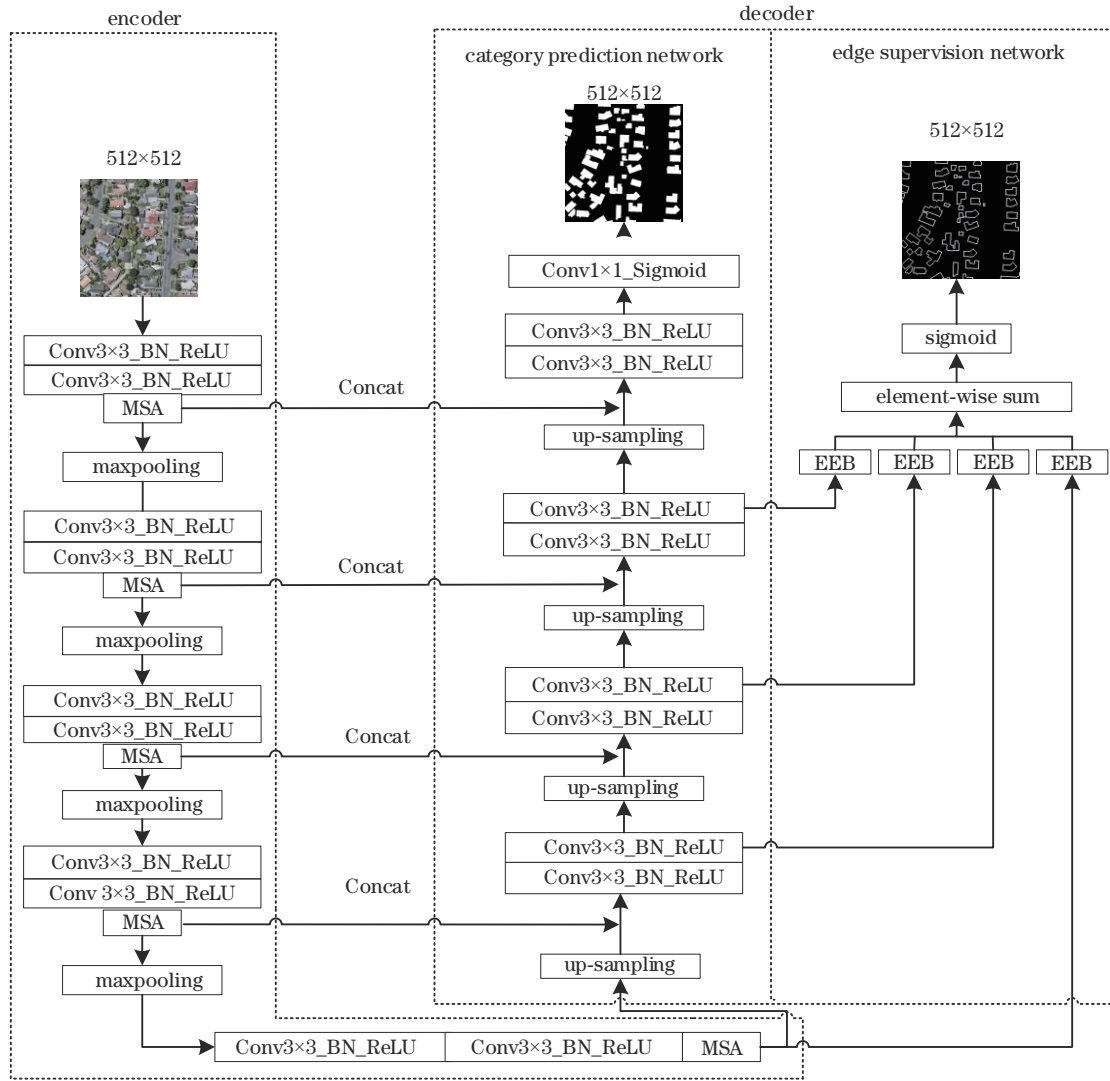 encoder
decoder
category prediction network
edge supervision network
512×512
512×512
512×512
Conv3×3_BN_ReLU
Conv3×3_BN_ReLU
MSA
maxpooling
Conv3×3_BN_ReLU
Conv3×3_BN_ReLU
MSA
maxpooling
Conv3×3_BN_ReLU
Conv3×3_BN_ReLU
MSA
maxpooling
Conv3×3_BN_ReLU
Conv 3×3_BN_ReLU
MSA
maxpooling
Conv3×3_BN_ReLU
Conv3×3_BN_ReLU
MSA
Concat
Concat
Concat
Concat
Conv1×1_Sigmoid
Conv3×3_BN_ReLU
Conv3×3_BN_ReLU
up-sampling
Conv3×3_BN_ReLU
Conv3×3_BN_ReLU
up-sampling
Conv3×3_BN_ReLU
Conv3×3_BN_ReLU
up-sampling
Conv3×3_BN_ReLU
Conv3×3_BN_ReLU
up-sampling
sigmoid
element-wise sum
EEB
EEB
EEB
EEB